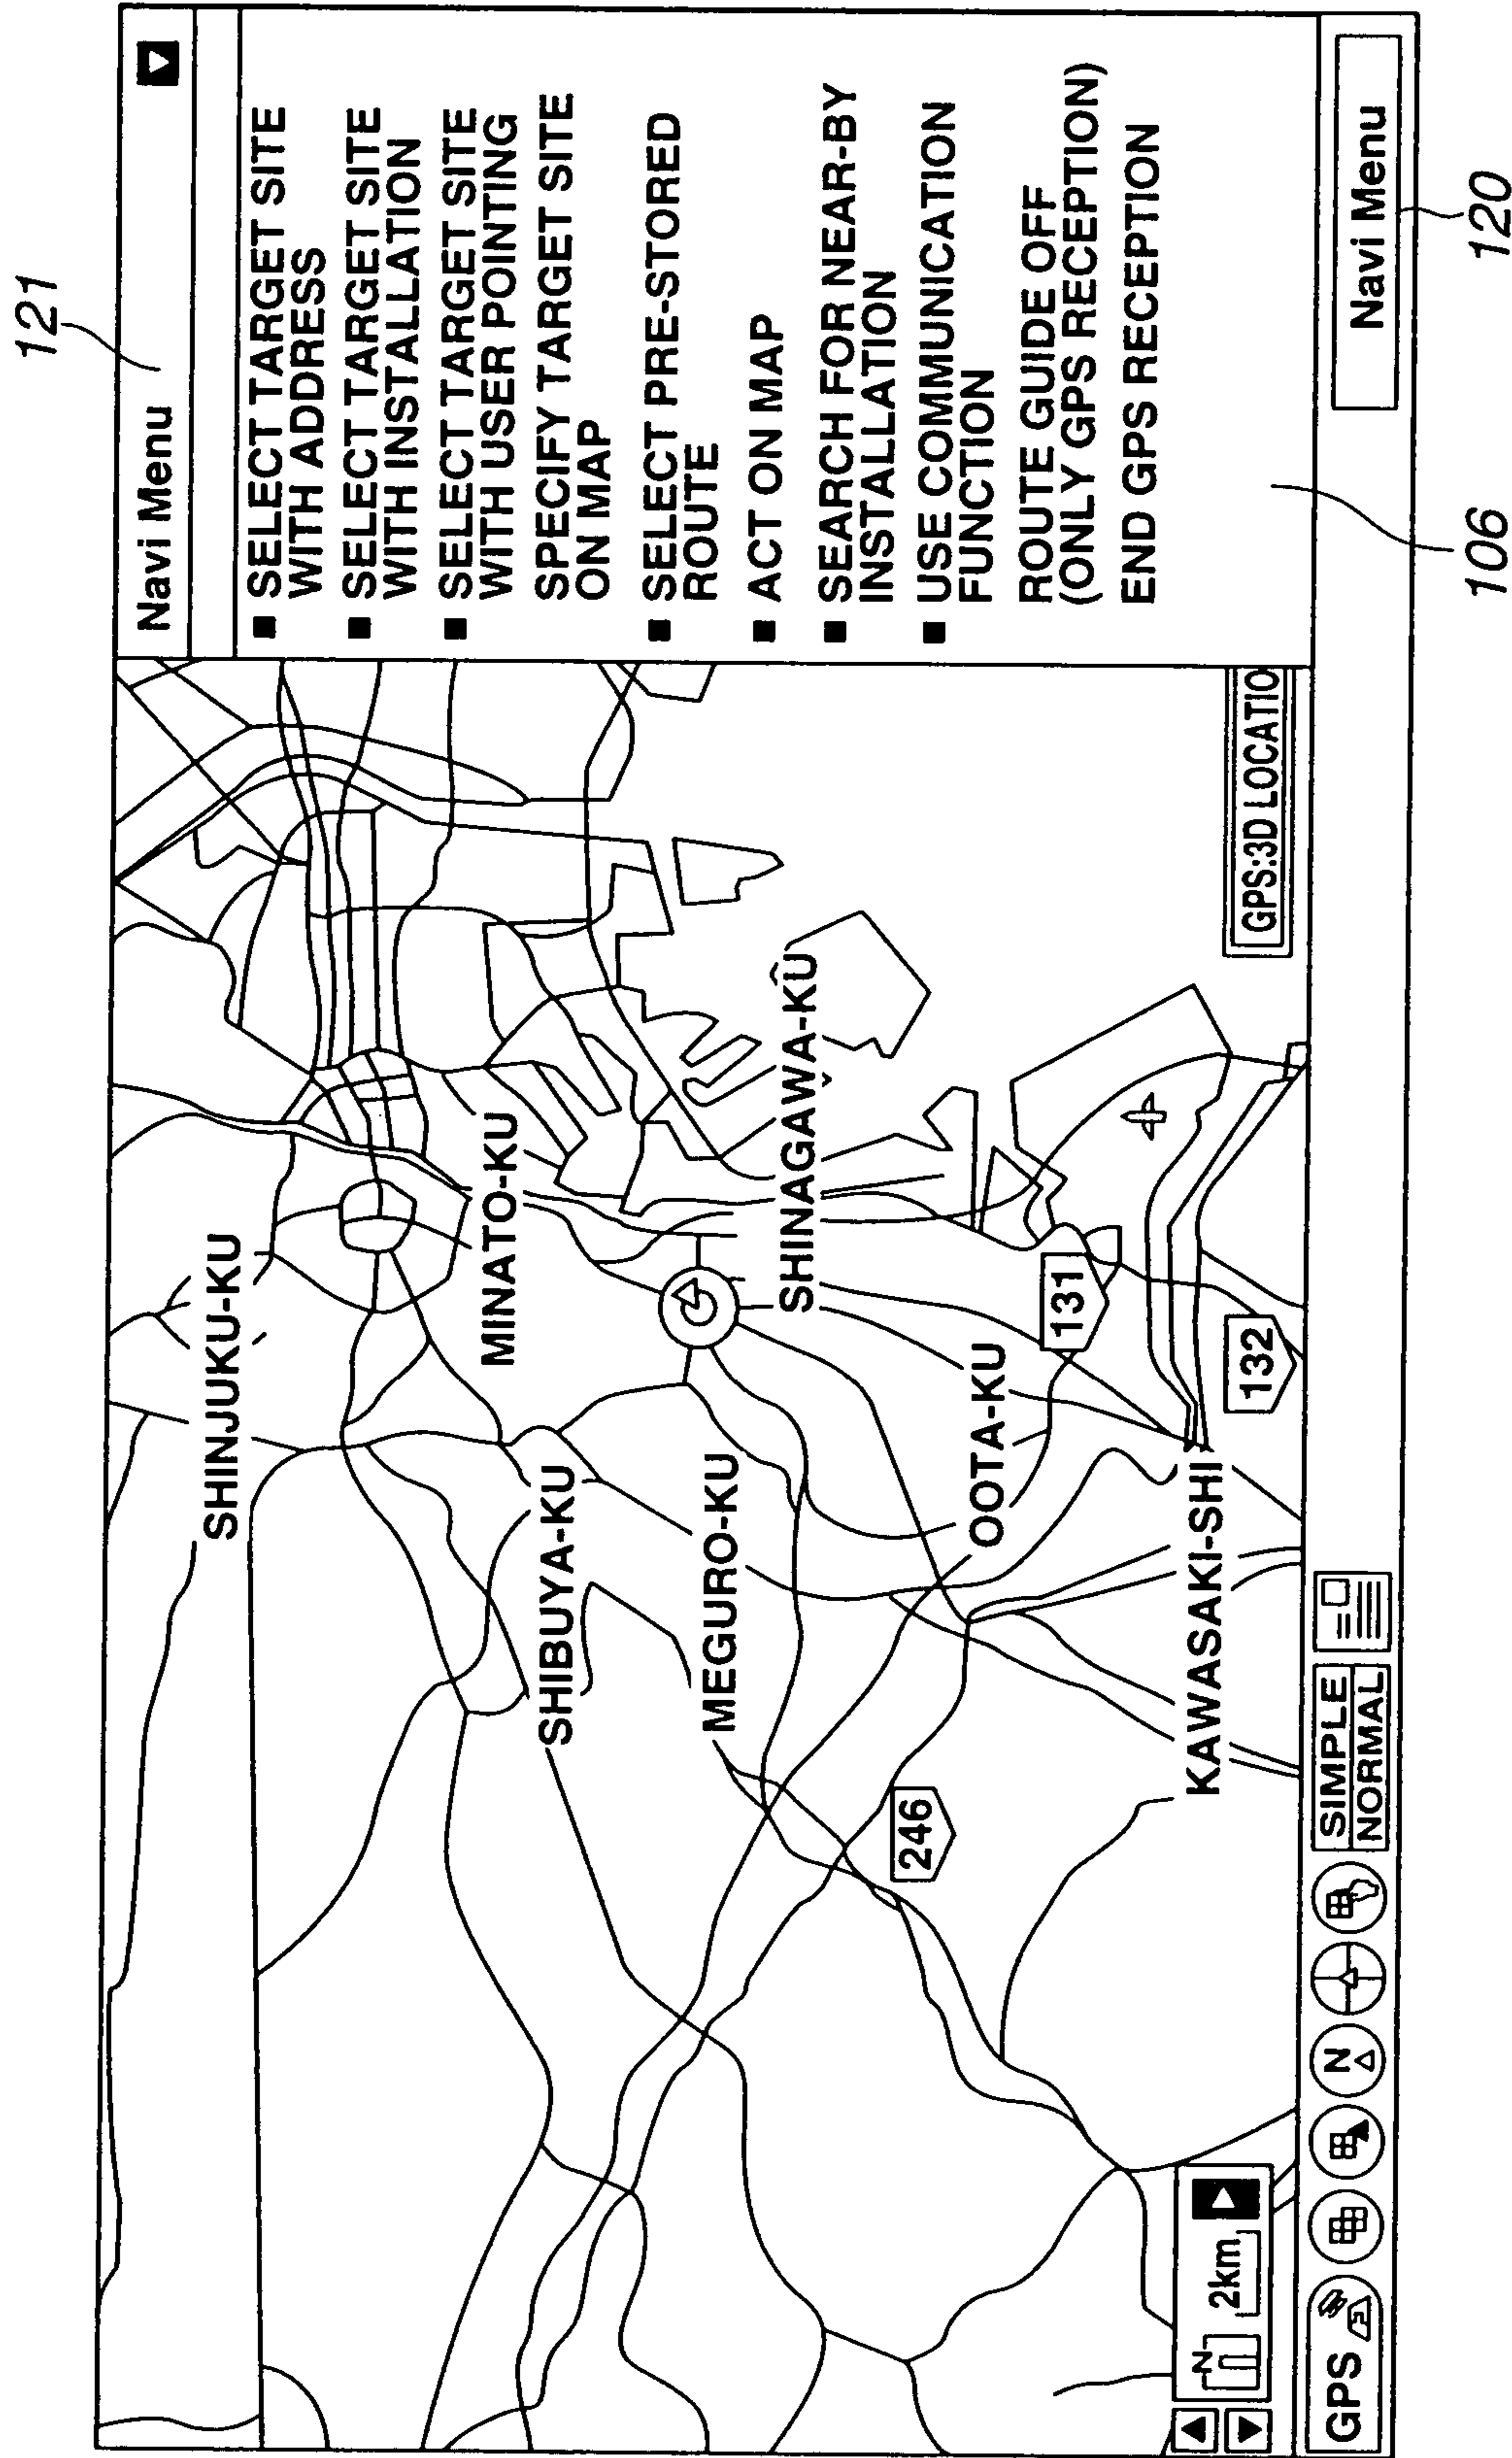 121
Navi Menu
■ SELECT TARGET SITE
WITH ADDRESS
■ SELECT TARGET SITE
WITH INSTALLATION
■ SELECT TARGET SITE
WITH USER POINTING
SPECIFY TARGET SITE
ON MAP
■ SELECT PRE-STORED
ROUTE
■ ACT ON MAP
■ SEARCH FOR NEAR-BY
INSTALLATION
■ USE COMMUNICATION
FUNCTION
ROUTE GUIDE OFF
(ONLY GPS RECEPTION)
END GPS RECEPTION
SHINJUKU-KU
MINATO-KU
SHIBUYA-KU
MEGURO-KU
SHINAGAWA-KU
246
OOTA-KU
131
KAWASAKI-SHI
132
GPS:3D LOCATIO
N
2km
GPS
N
SIMPLE
NORMAL
Navi Menu
106
120